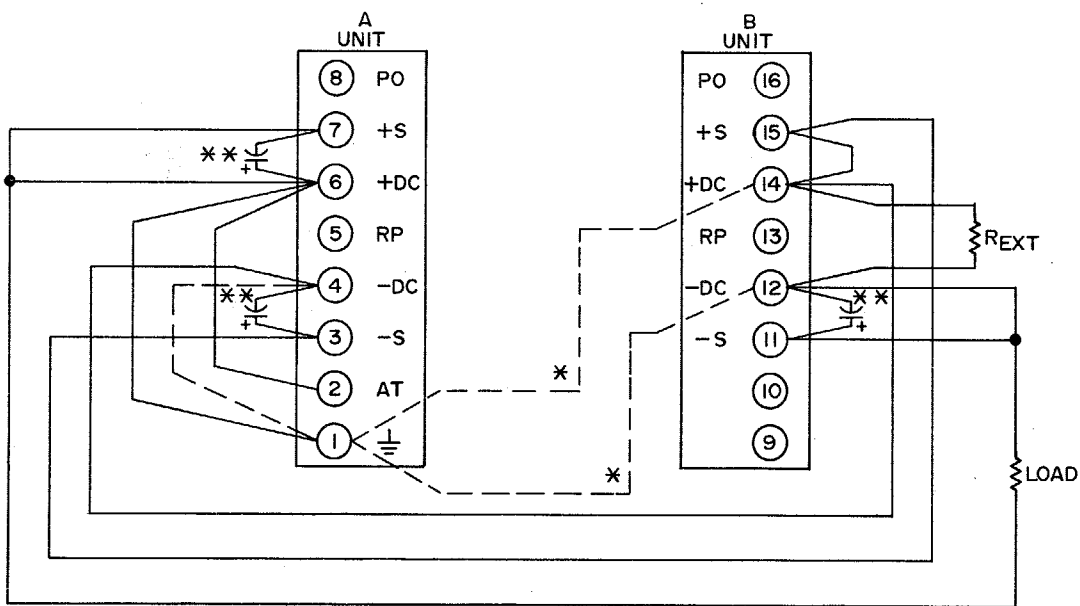 A
UNIT
8 PO
7 +S
* *
+
6 +DC
5 RP
4 -DC
* *
+
3 -S
2 AT
1
B
UNIT
PO 16
+S 15
+DC 14
REXT
RP 13
-DC 12
* *
+
-S 11
10
9
*
*
LOAD